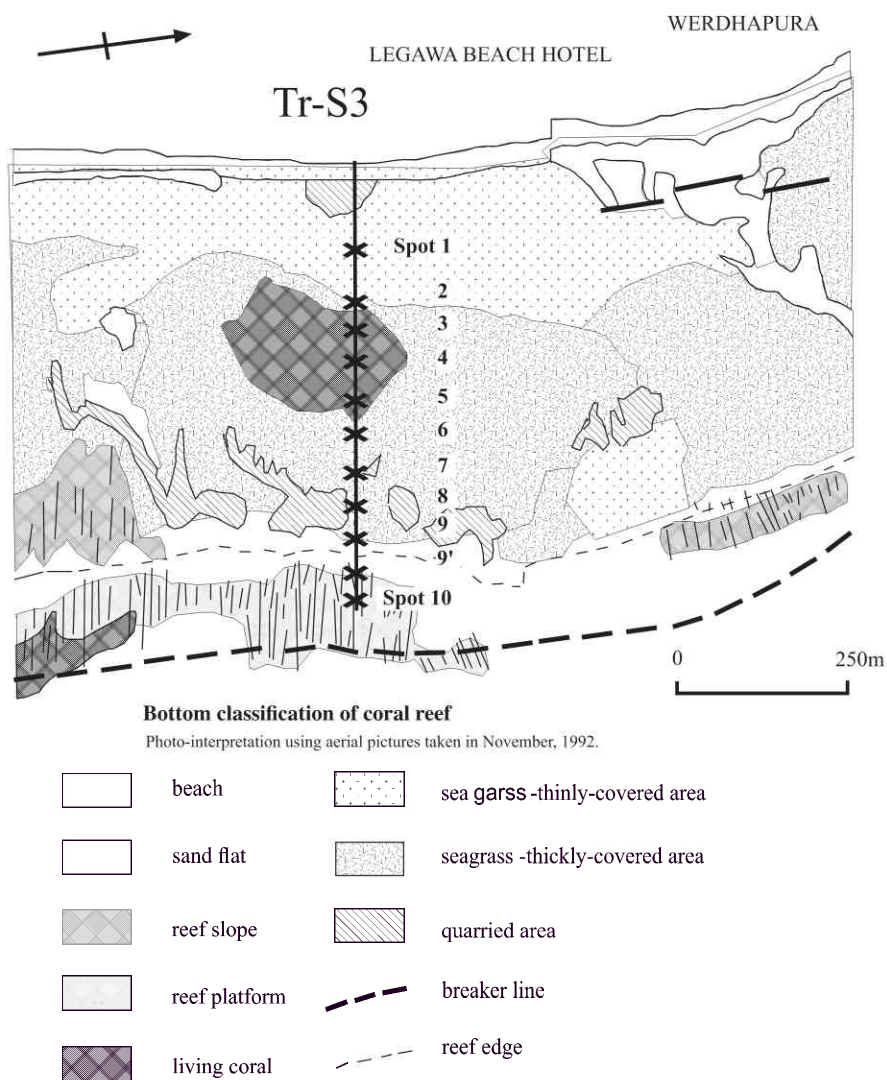 WERDHAPURA
LEGAWA BEACH HOTEL
Tr-S3
Spot 1
2
3
4
5
6
7
8
9
9'
Spot 10
0 250m
Bottom classification of coral reef
Photo-interpretation using aerial pictures taken in November, 1992.
beach
sea garss -thinly-covered area
sand flat
seagrass -thickly-covered area
reef slope
quarried area
reef platform
breaker line
living coral
reef edge